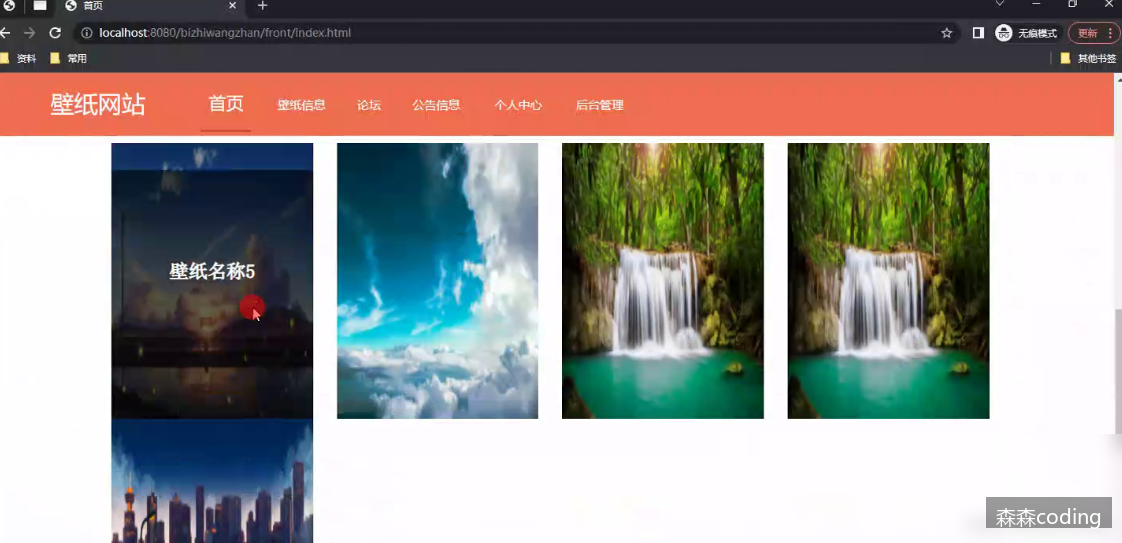 首页
localhost:8080/bizhiwangzhan/front/index.html
无痕模式
更新
资料
常用
其他书签
壁纸网站
首页
壁纸信息
论坛
公告信息
个人中心
后台管理
壁纸名称5
森森coding